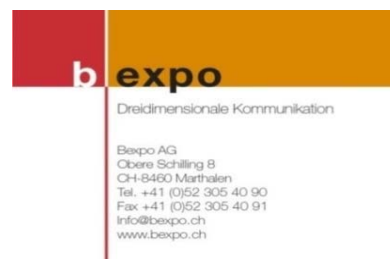 b expo
Dreidimensionale Kommunikation
Bexpo AG
Obere Schilling 8
CH-8460 Marthalen
Tel. +41 (0)52 305 40 90
Fax +41 (0)52 305 40 91
Info@bexpo.ch
www.bexpo.ch